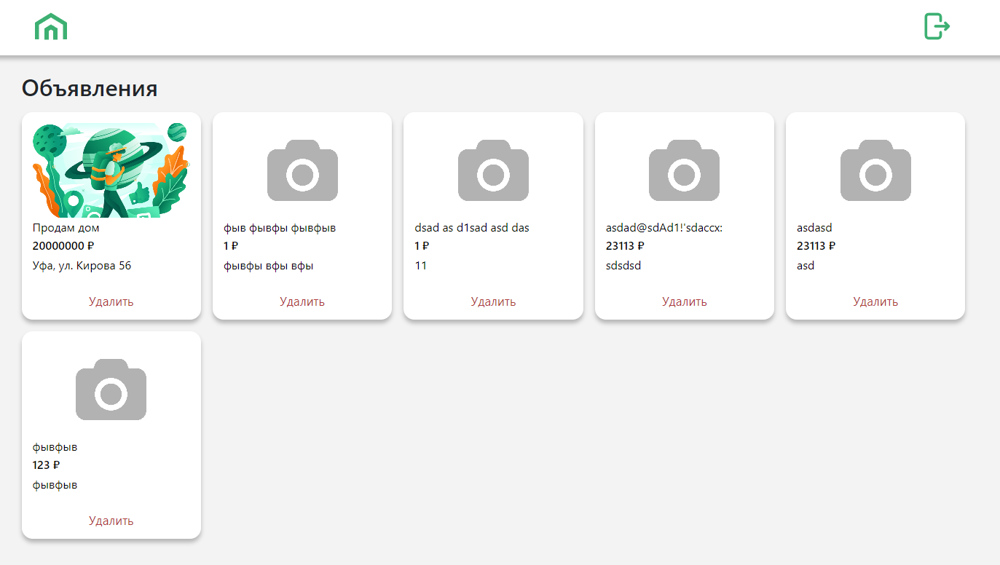 Объявления
Продам дом
20000000 ₽
Уфа, ул. Кирова 56
Удалить
фыв фывфы фывфыв
1 ₽
фывфы вфы вфы
Удалить
dsad as d1sad asd das
1 ₽
11
Удалить
asdad@sdAd1!'sdaccx:
23113 ₽
sdsdsd
Удалить
asdasd
23113 ₽
asd
Удалить
фывфыв
123 ₽
фывфыв
Удалить